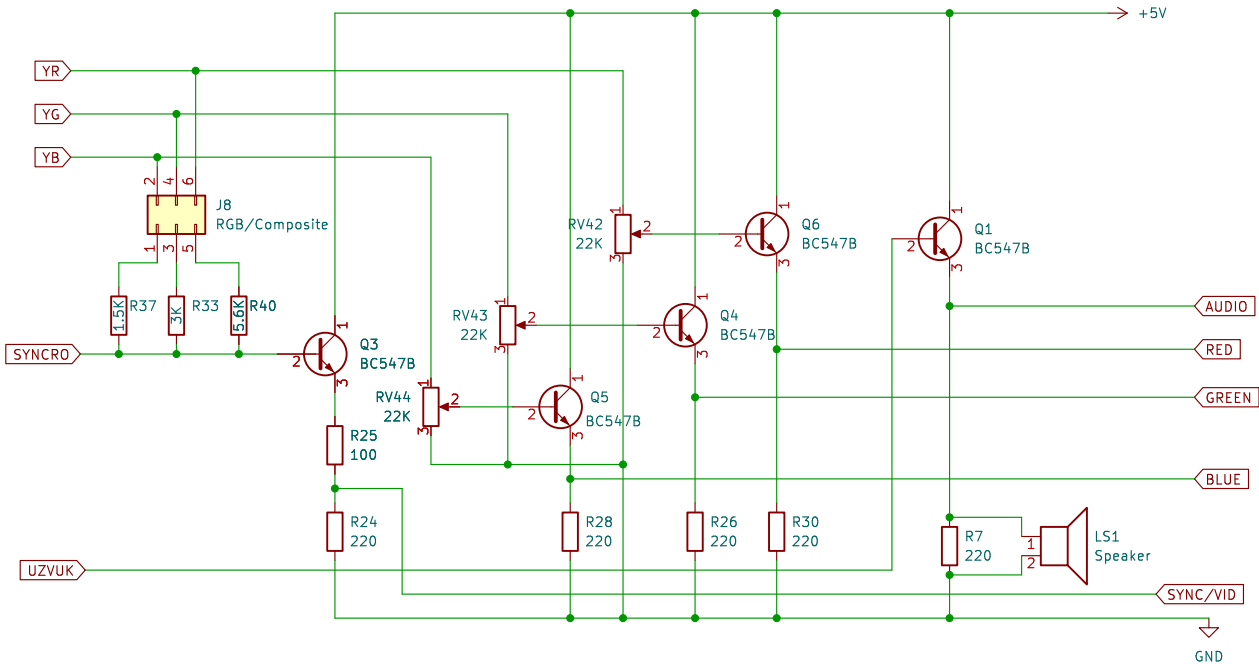 +5V
YR
YG
YB
2
4
6
J8
RGB/Composite
1
3
5
R37
1.5K
R33
3K
R40
5.6K
SYNCRO
1
2
3
Q3
BC547B
R25
100
R24
220
1
RV44
2
22K
3
1
RV43
2
22K
3
1
RV42
2
22K
3
1
2
3
Q5
BC547B
1
2
3
Q4
BC547B
1
2
3
Q6
BC547B
1
2
3
Q1
BC547B
AUDIO
RED
GREEN
BLUE
R28
220
R26
220
R30
220
R7
220
1
2
LS1
Speaker
UZVUK
SYNC/VID
GND